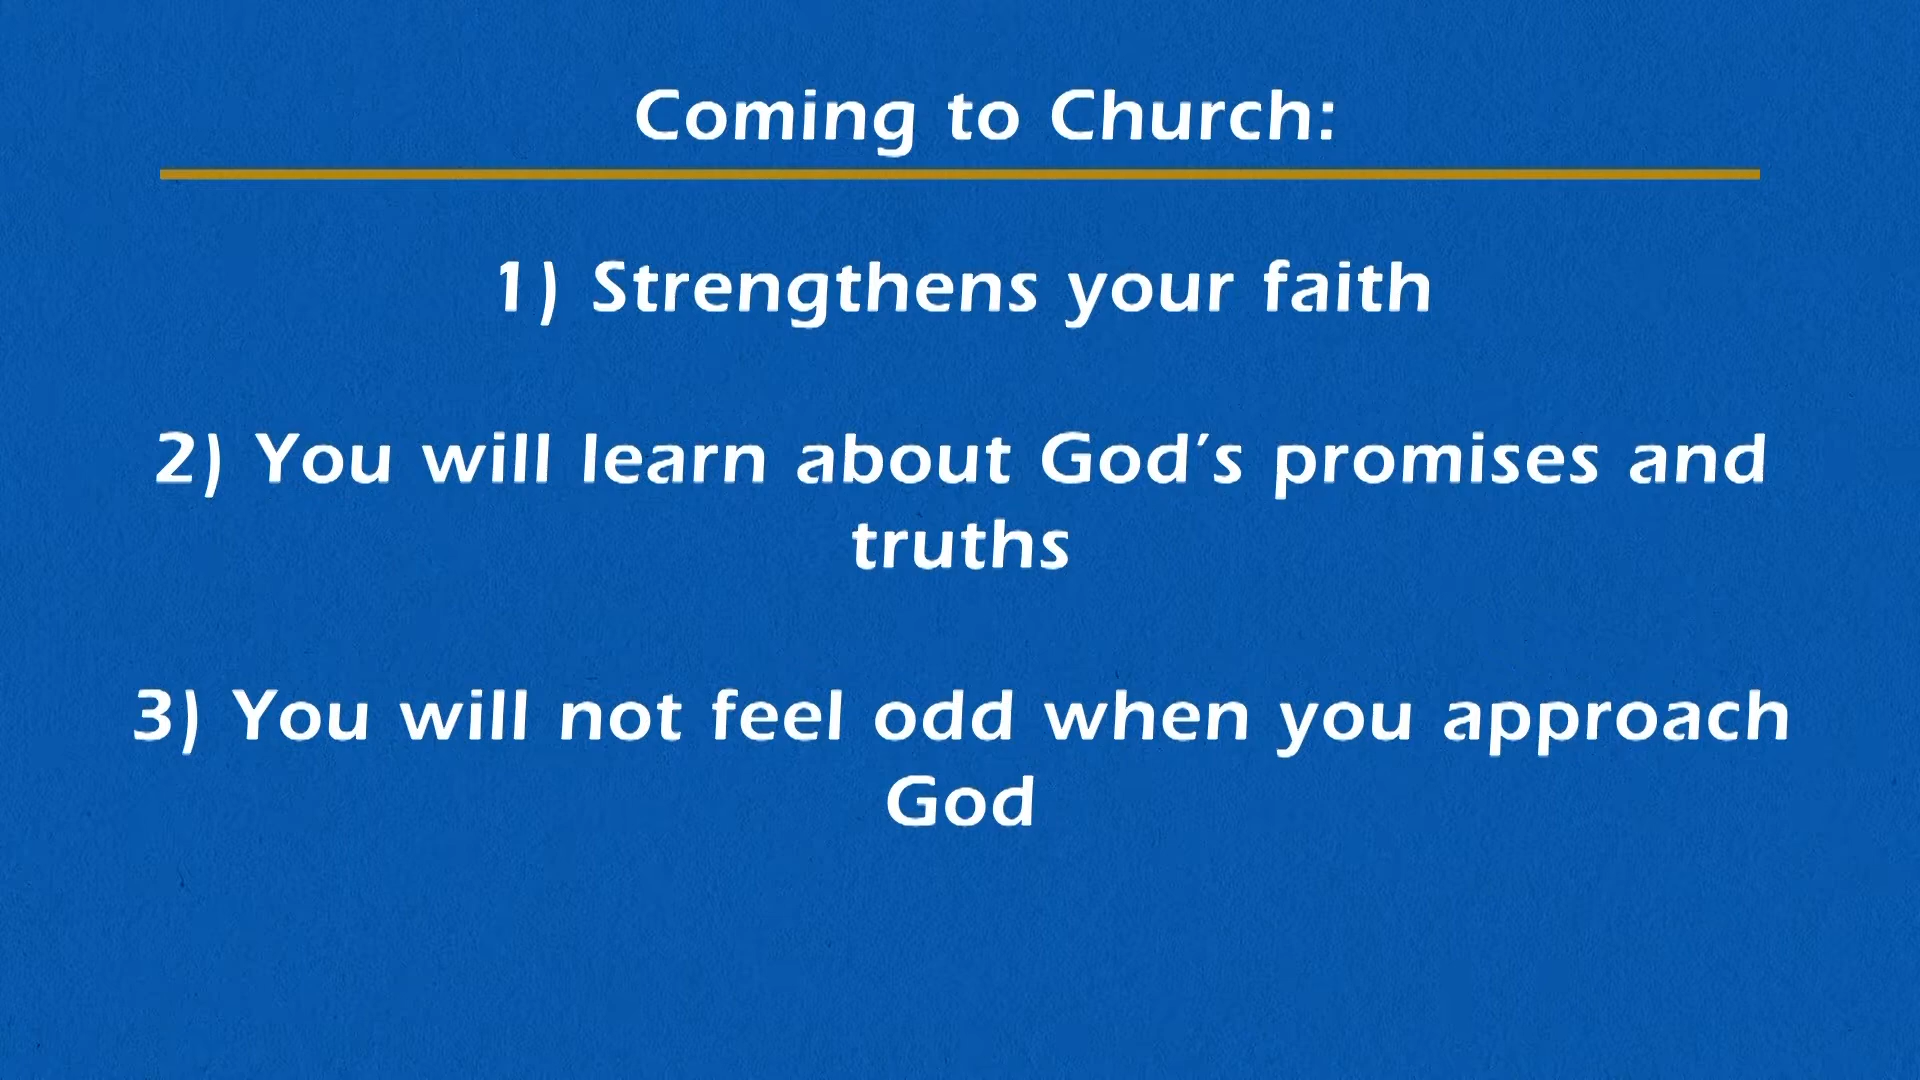 Coming to Church:
1) Strengthens your faith
2) You will learn about God’s promises and
truths
3) You will not feel odd when you approach
God